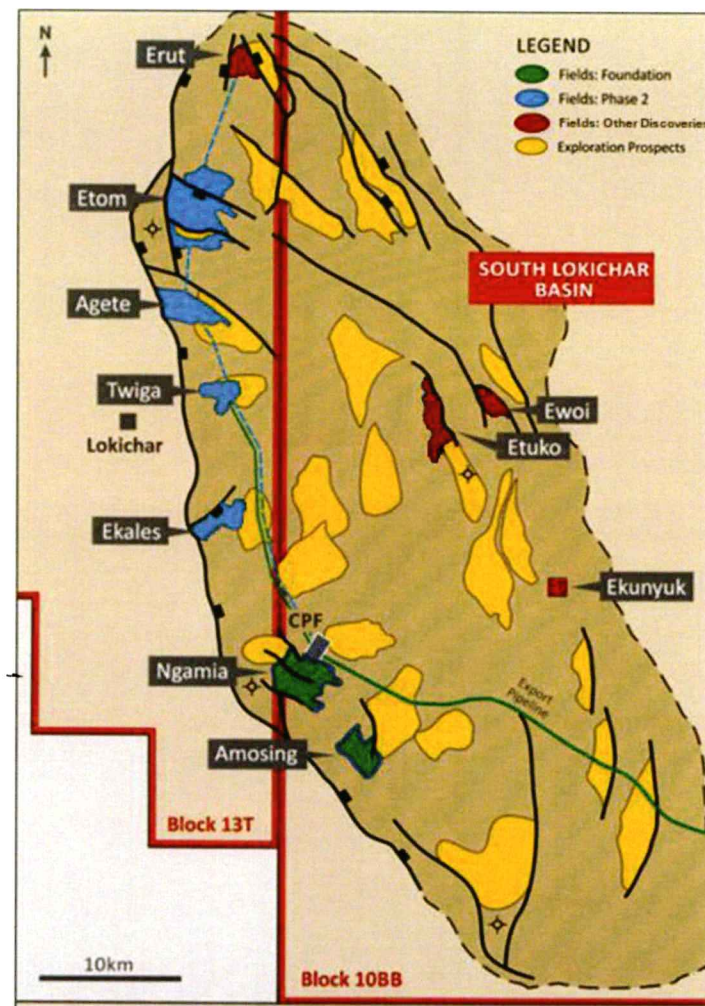 N
LEGEND
Fields: Foundation
Fields: Phase 2
Fields: Other Discoveries
Exploration Prospects
Erut
Etom
SOUTH LOKICHAR
BASIN
Agete
Twiga
Lokichar
Ewoi
Etuko
Ekales
Ekunyuk
CPF
Ngamia
Export
Pipeline
Amosing
Block 13T
10km
Block 10BB